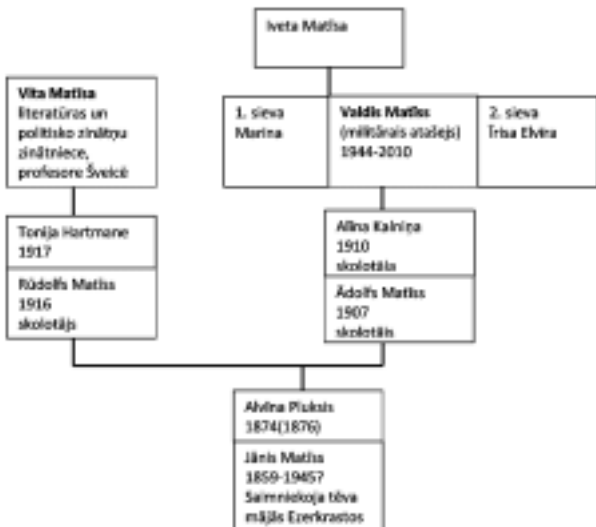 Iveta Matīsa
Vita Matīsa
literatūras un
politisko zinātņu
zinātniece,
profesore Šveicē
1. sieva
Marina
Valdis Matīss
(militārais atašejs)
1944-2010
2. sieva
Īrisa Elvīra
Tonija Hartmane
1917
Rūdolfs Matīss
1916
skolotājs
Alīna Kalniņa
1910
skolotāja
Ādolfs Matīss
1907
skolotājs
Alvīna Pluksis
1874(1876)
Jānis Matīss
1859-1945?
Saimniekoja tēva
mājās Ezerkrastos